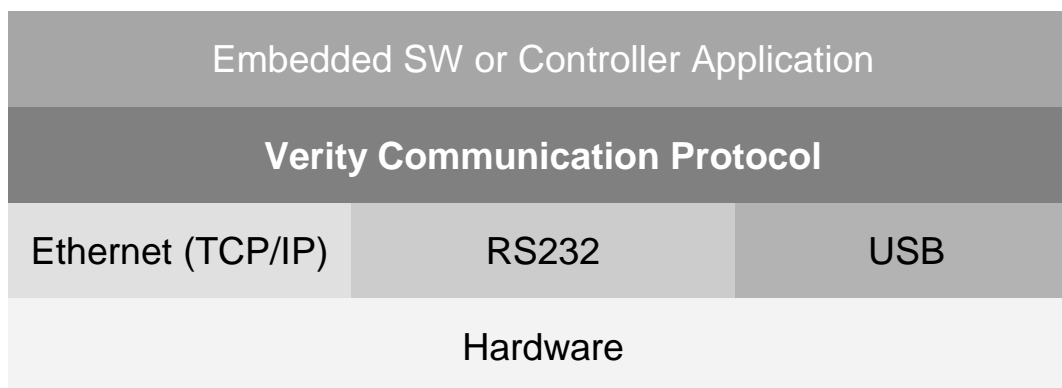 Embedded SW or Controller Application
Verity Communication Protocol
Ethernet (TCP/IP)
RS232
USB
Hardware